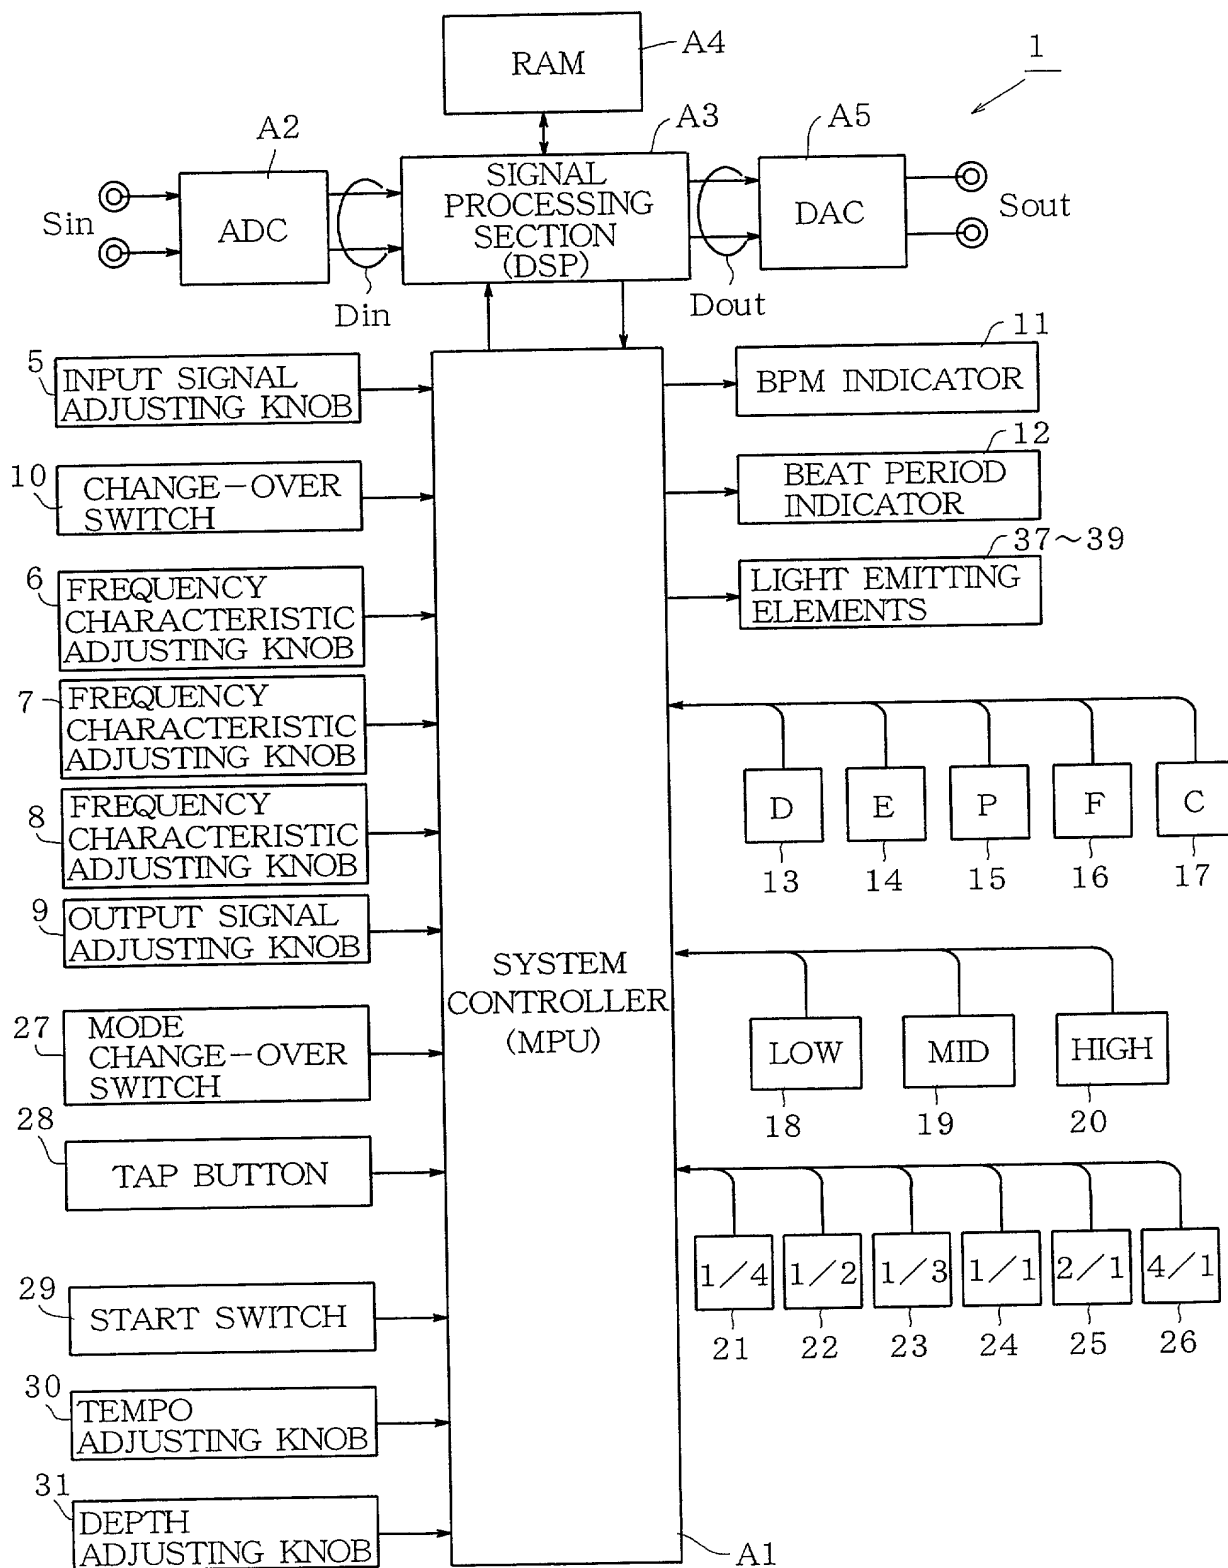 RAM
A4
1
A2
A3
A5
Sin
ADC
SIGNAL
PROCESSING
SECTION
(DSP)
DAC
Sout
Din
Dout
5
INPUT SIGNAL
ADJUSTING KNOB
11
BPM INDICATOR
10
CHANGE-OVER
SWITCH
12
BEAT PERIOD
INDICATOR
6
FREQUENCY
CHARACTERISTIC
ADJUSTING KNOB
37~39
LIGHT EMITTING
ELEMENTS
7
FREQUENCY
CHARACTERISTIC
ADJUSTING KNOB
8
FREQUENCY
CHARACTERISTIC
ADJUSTING KNOB
D E P F C
13 14 15 16 17
9
OUTPUT SIGNAL
ADJUSTING KNOB
SYSTEM
CONTROLLER
(MPU)
27
MODE
CHANGE-OVER
SWITCH
LOW MID HIGH
18 19 20
28
TAP BUTTON
1/4 1/2 1/3 1/1 2/1 4/1
21 22 23 24 25 26
29
START SWITCH
30
TEMPO
ADJUSTING KNOB
31
DEPTH
ADJUSTING KNOB
A1